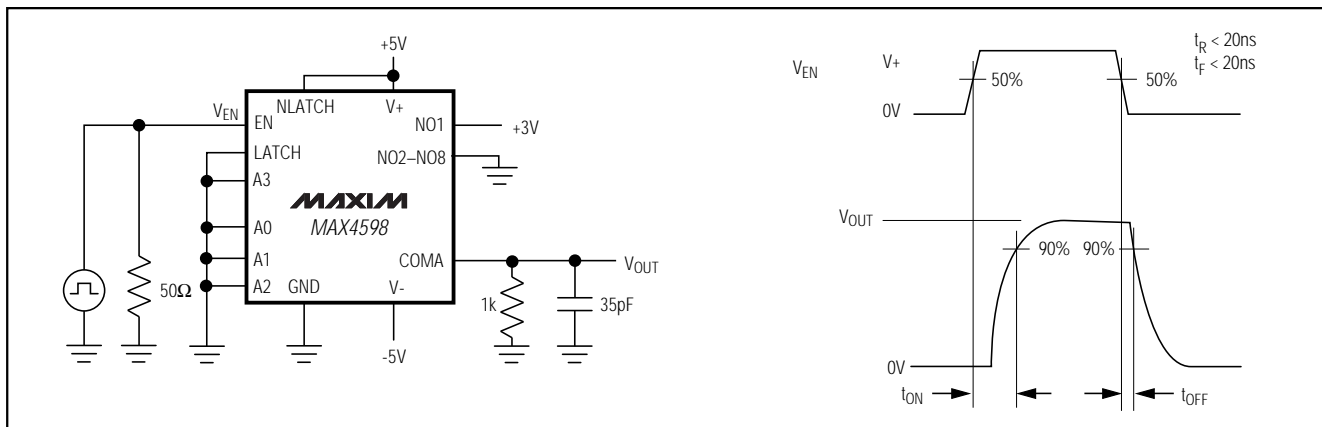 +5V
V_EN
NLATCH
V+
EN
NO1
+3V
LATCH
NO2–NO8
A3
MAXIM
MAX4598
A0
A1
COMA
V_OUT
A2
GND
V-
50Ω
1k
35pF
-5V
t_R < 20ns
t_F < 20ns
V_EN
V+
50%
50%
0V
V_OUT
90%
90%
0V
t_ON
t_OFF